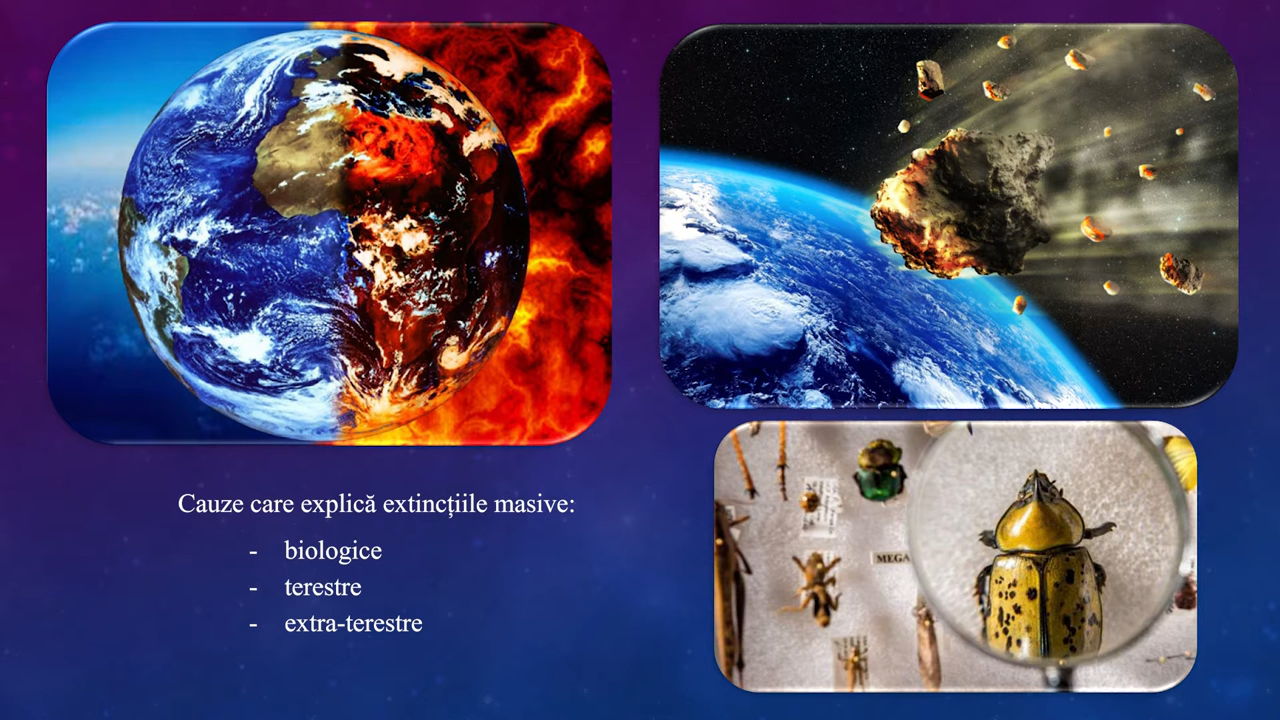 Cauze care explică extincțiile masive:
- biologice
- terestre
- extra-terestre
MEGA